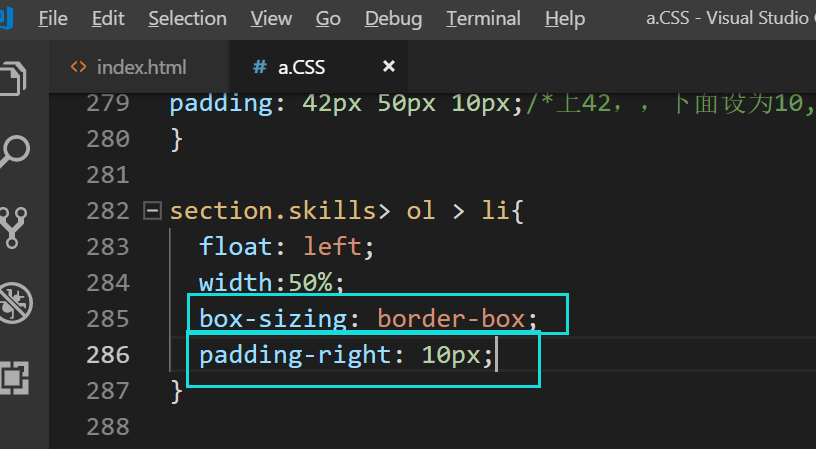 File Edit Selection View Go Debug Terminal Help a.CSS - Visual Studio
<> index.html # a.CSS ×
279 padding: 42px 50px 10px;/*上42，，下面设为10,
280 }
281
282 section.skills> ol > li{
283 float: left;
284 width:50%;
285 box-sizing: border-box;
286 padding-right: 10px;
287 }
288